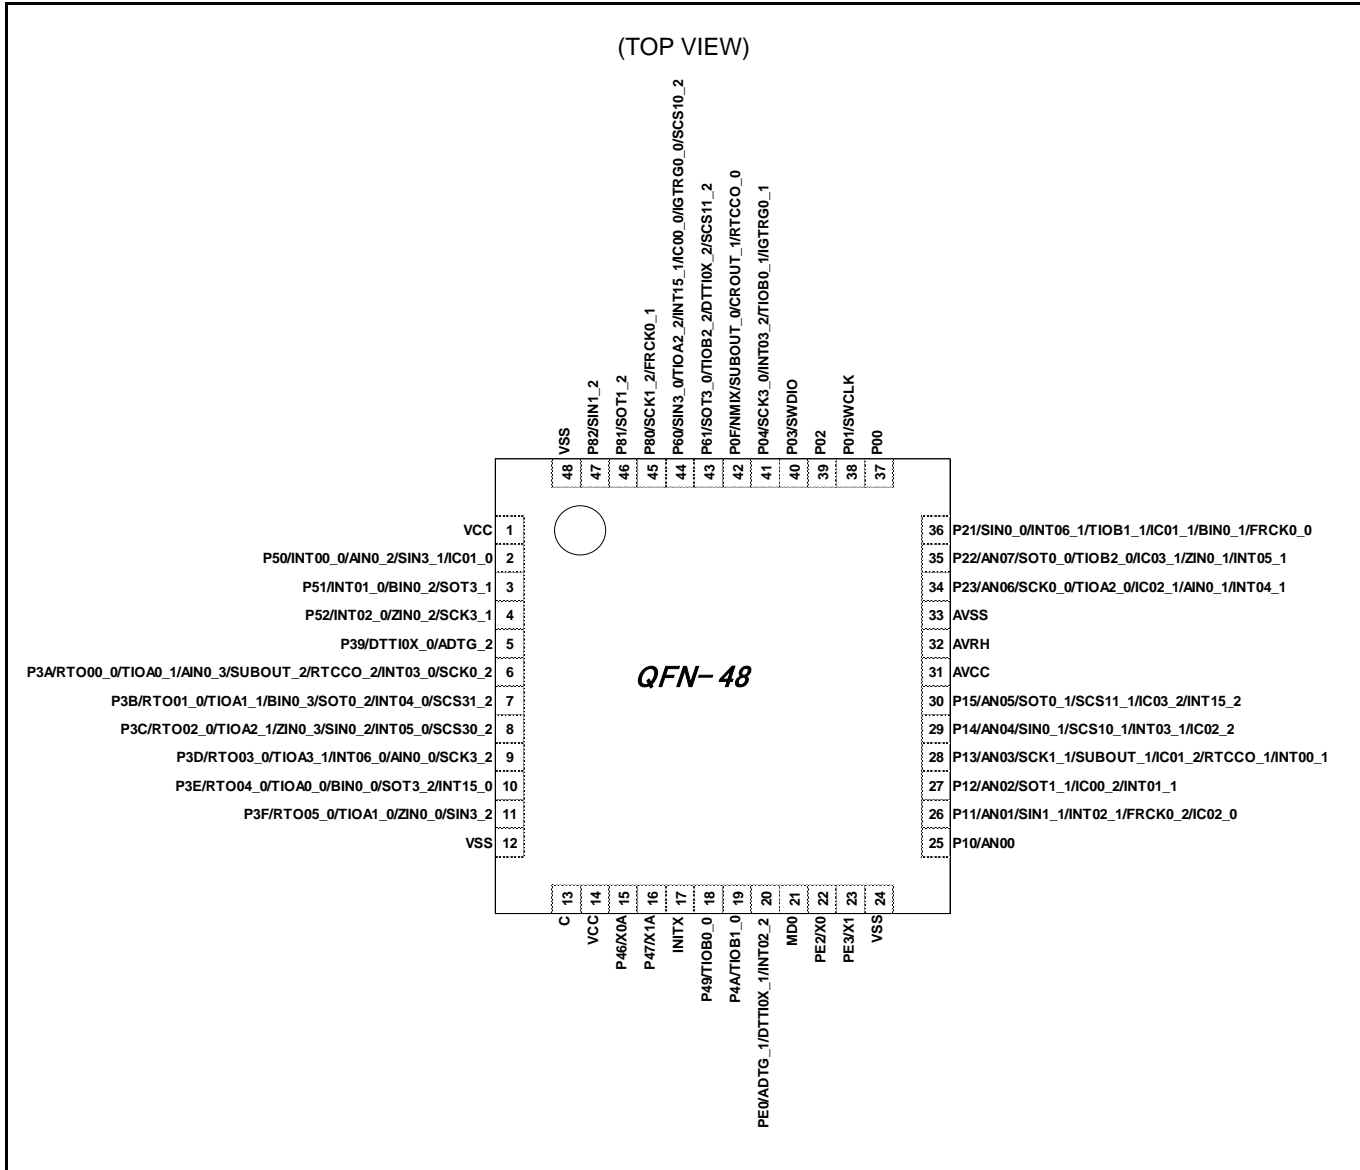 (TOP VIEW)
VSS
P82/SIN1_2
P81/SOT1_2
P80/SCK1_2/FRCK0_1
P60/SIN3_0/TIOA2_2/INT15_1/IC00_0/IGTRG0_0/SCS10_2
P61/SOT3_0/TIOB2_2/DTTI0X_2/SCS11_2
P0F/NMIX/SUBOUT_0/CROUT_1/RTCCO_0
P04/SCK3_0/INT03_2/TIOB0_1/IGTRG0_1
P03/SWDIO
P02
P01/SWCLK
P00
48 47 46 45 44 43 42 41 40 39 38 37
VCC 1
P50/INT00_0/AIN0_2/SIN3_1/IC01_0 2
P51/INT01_0/BIN0_2/SOT3_1 3
P52/INT02_0/ZIN0_2/SCK3_1 4
P39/DTTI0X_0/ADTG_2 5
P3A/RTO00_0/TIOA0_1/AIN0_3/SUBOUT_2/RTCCO_2/INT03_0/SCK0_2 6
P3B/RTO01_0/TIOA1_1/BIN0_3/SOT0_2/INT04_0/SCS31_2 7
P3C/RTO02_0/TIOA2_1/ZIN0_3/SIN0_2/INT05_0/SCS30_2 8
P3D/RTO03_0/TIOA3_1/INT06_0/AIN0_0/SCK3_2 9
P3E/RTO04_0/TIOA0_0/BIN0_0/SOT3_2/INT15_0 10
P3F/RTO05_0/TIOA1_0/ZIN0_0/SIN3_2 11
VSS 12
QFN-48
36 P21/SIN0_0/INT06_1/TIOB1_1/IC01_1/BIN0_1/FRCK0_0
35 P22/AN07/SOT0_0/TIOB2_0/IC03_1/ZIN0_1/INT05_1
34 P23/AN06/SCK0_0/TIOA2_0/IC02_1/AIN0_1/INT04_1
33 AVSS
32 AVRH
31 AVCC
30 P15/AN05/SOT0_1/SCS11_1/IC03_2/INT15_2
29 P14/AN04/SIN0_1/SCS10_1/INT03_1/IC02_2
28 P13/AN03/SCK1_1/SUBOUT_1/IC01_2/RTCCO_1/INT00_1
27 P12/AN02/SOT1_1/IC00_2/INT01_1
26 P11/AN01/SIN1_1/INT02_1/FRCK0_2/IC02_0
25 P10/AN00
13 14 15 16 17 18 19 20 21 22 23 24
C
VCC
P46/X0A
P47/X1A
INITX
P49/TIOB0_0
P4A/TIOB1_0
PE0/ADTG_1/DTTI0X_1/INT02_2
MD0
PE2/X0
PE3/X1
VSS